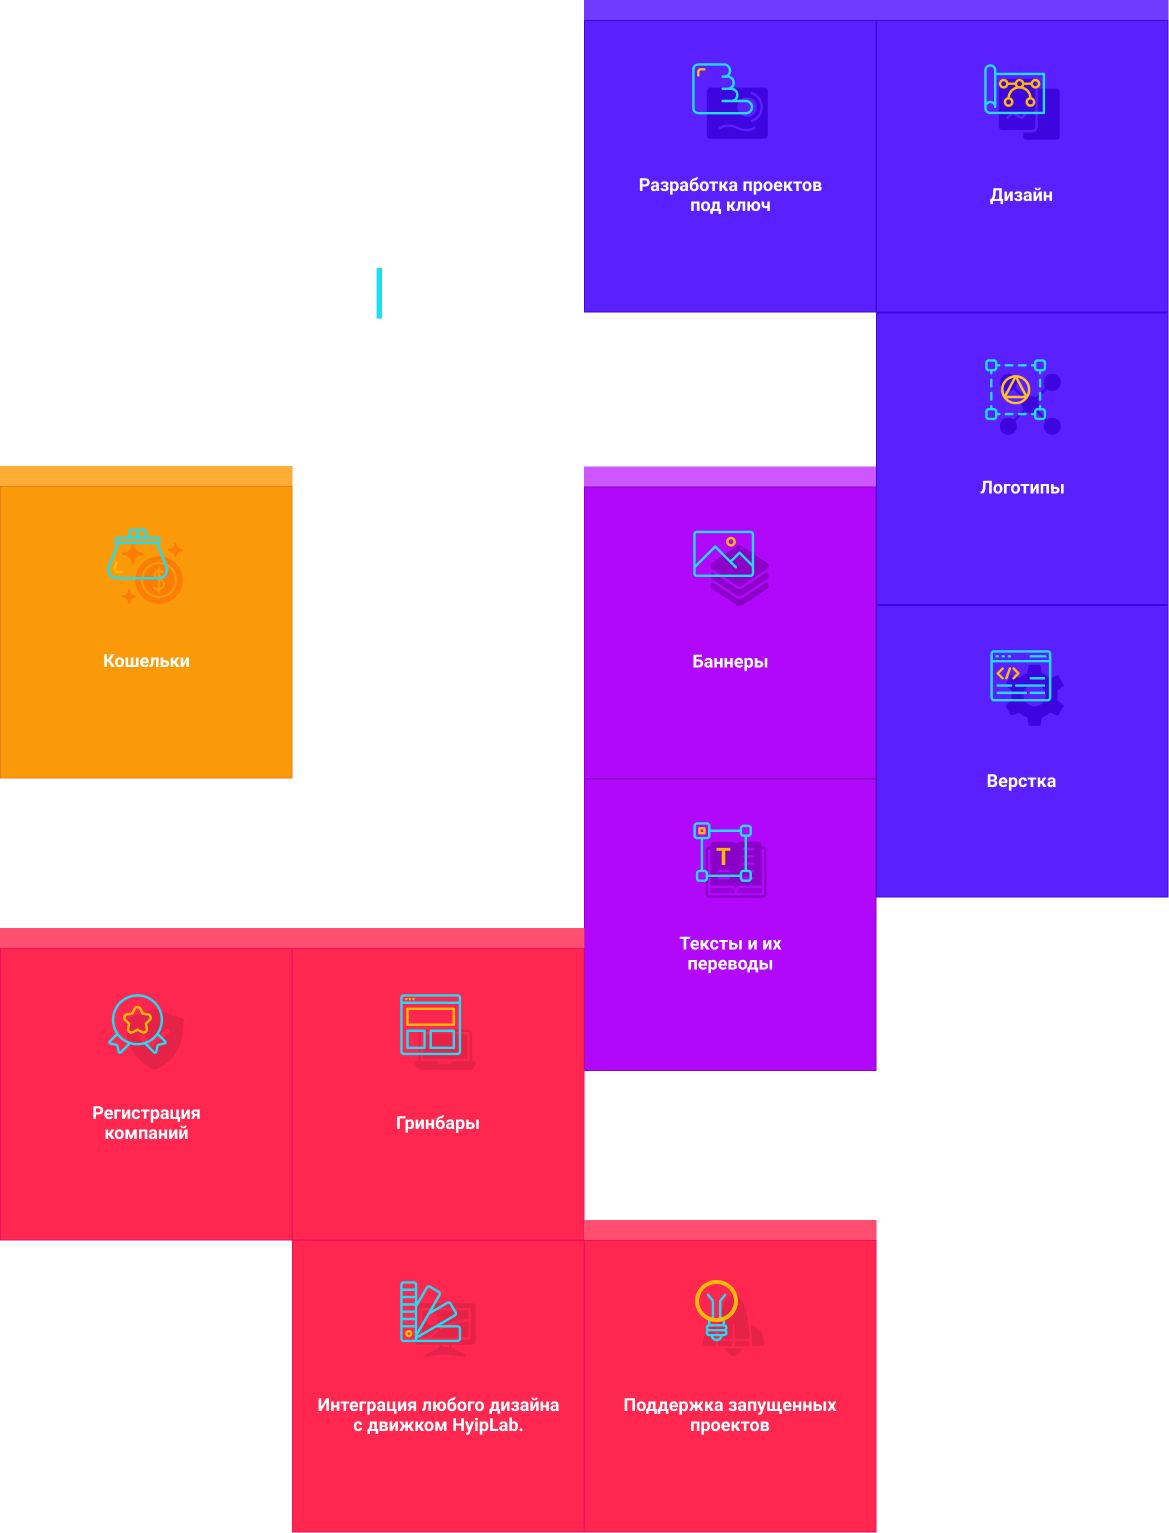 Разработка проектов
под ключ
Дизайн
Логотипы
Кошельки
Баннеры
Верстка
T
Тексты и их
переводы
Регистрация
компаний
Гринбары
Интеграция любого дизайна
с движком HyipLab.
Поддержка запущенных
проектов